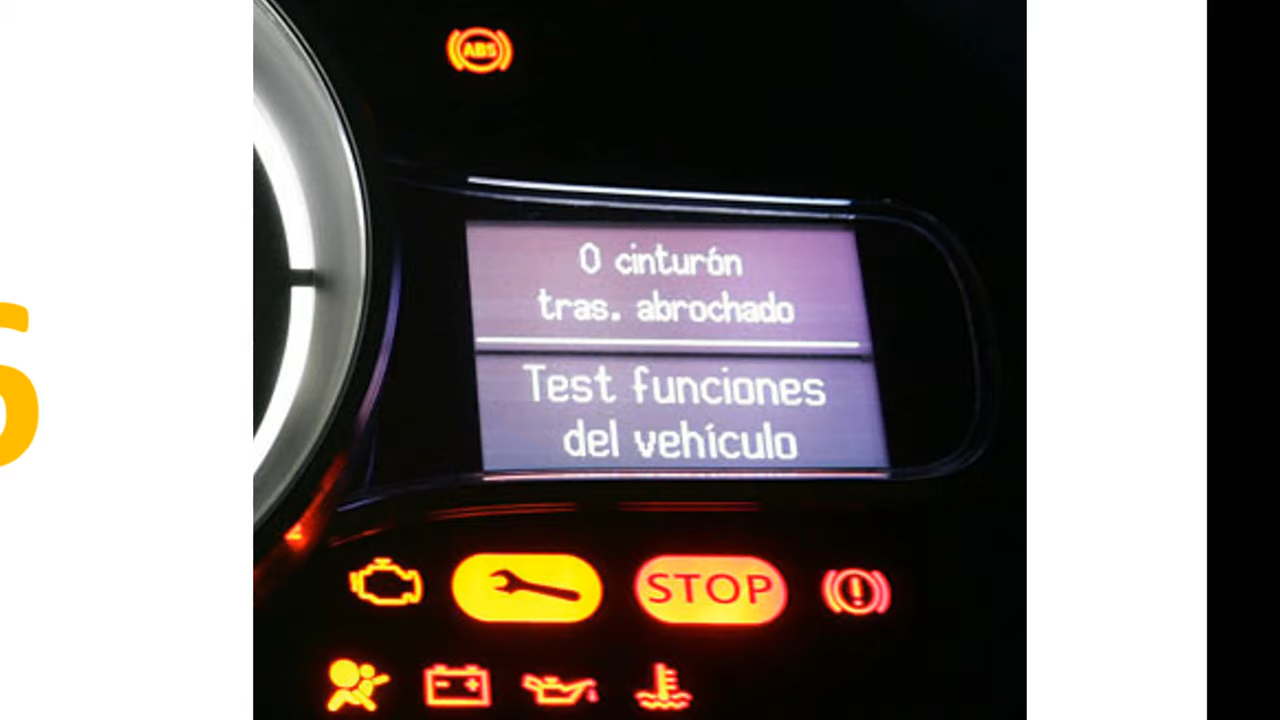 ABS
0 cinturón
tras. abrochado
Test funciones
del vehículo
STOP